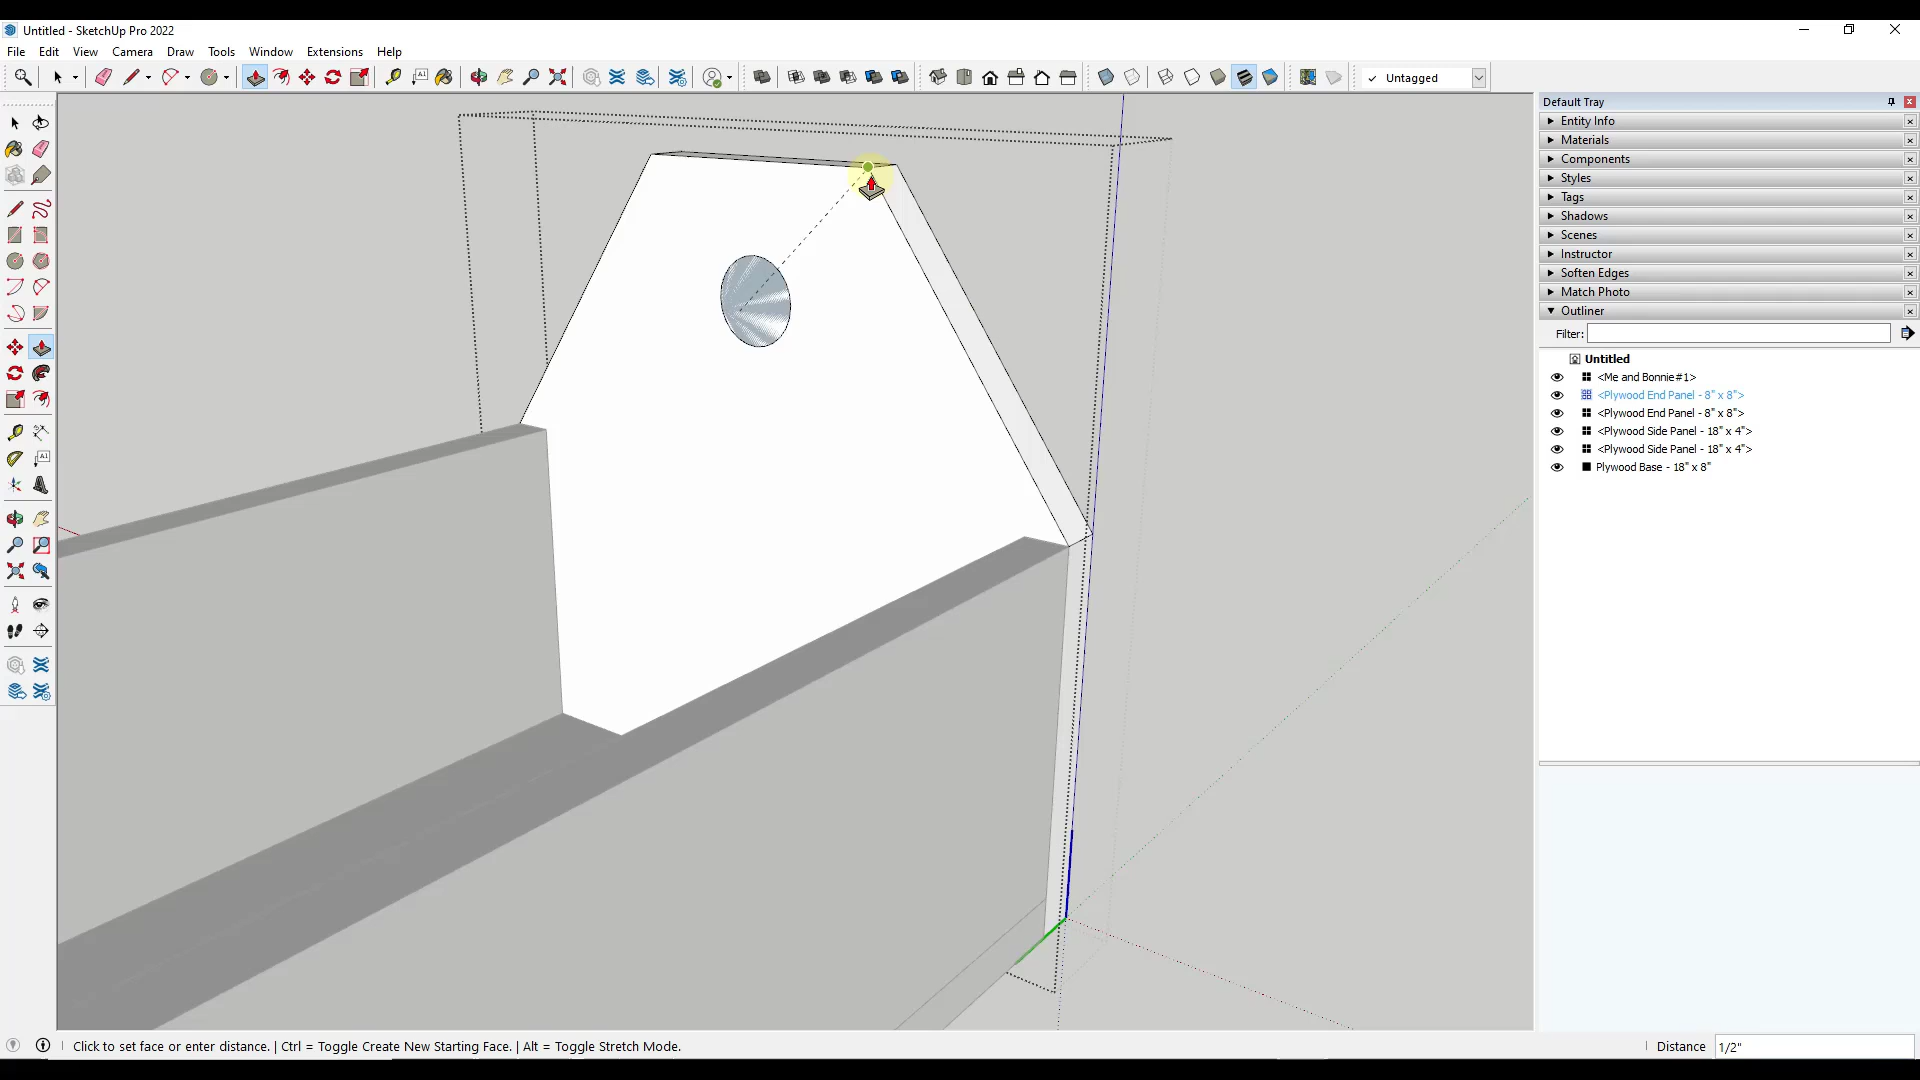 Untitled - SketchUp Pro 2022
File Edit View Camera Draw Tools Window Extensions Help
Untagged
Default Tray
Entity Info
Materials
Components
Styles
Tags
Shadows
Scenes
Instructor
Soften Edges
Match Photo
Outliner
Filter:
Untitled
<Me and Bonnie#1>
<Plywood End Panel - 8" x 8">
<Plywood End Panel - 8" x 8">
<Plywood Side Panel - 18" x 4">
<Plywood Side Panel - 18" x 4">
Plywood Base - 18" x 8"
Click to set face or enter distance. | Ctrl = Toggle Create New Starting Face. | Alt = Toggle Stretch Mode.
Distance 1/2"